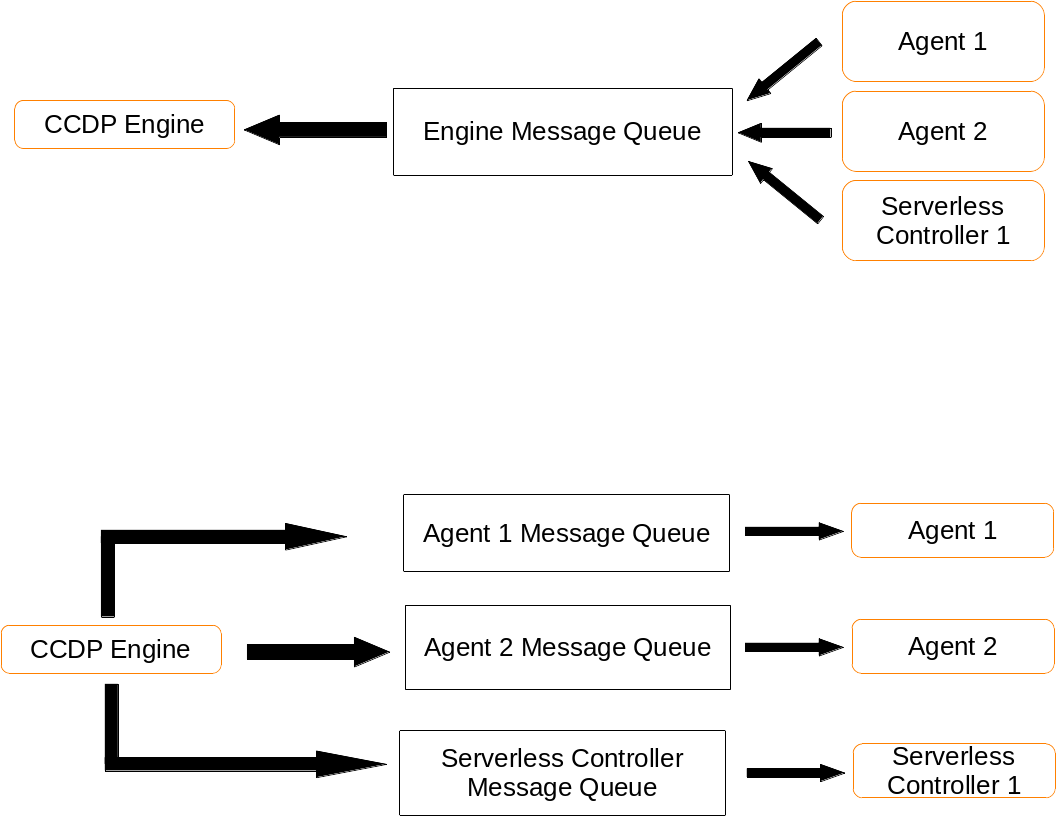 Agent 1
CCDP Engine
Engine Message Queue
Agent 2
Serverless
Controller 1
Agent 1 Message Queue
Agent 1
CCDP Engine
Agent 2 Message Queue
Agent 2
Serverless Controller
Message Queue
Serverless
Controller 1